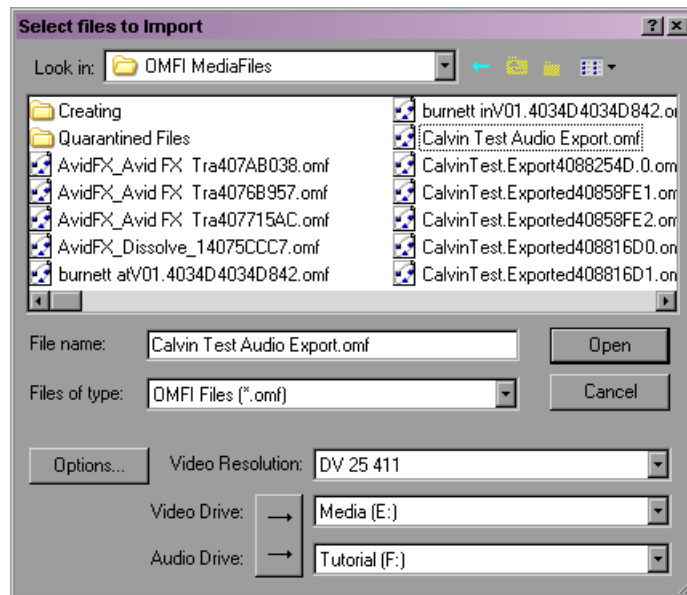 Select files to Import
Look in: OMFI MediaFiles
Creating
Quarantined Files
AvidFX_Avid FX Tra407AB038.omf
AvidFX_Avid FX Tra4076B957.omf
AvidFX_Avid FX Tra407715AC.omf
AvidFX_Dissolve_14075CCC7.omf
burnett atV01.4034D4034D842.omf
burnett inV01.4034D4034D842.o
Calvin Test Audio Export.omf
CalvinTest.Export4088254D.0.om
CalvinTest.Exported40858FE1.om
CalvinTest.Exported40858FE2.om
CalvinTest.Exported408816D0.om
CalvinTest.Exported408816D1.om
File name: Calvin Test Audio Export.omf
Open
Files of type: OMFI Files (*.omf)
Cancel
Options... Video Resolution: DV 25 411
Video Drive: → Media (E:)
Audio Drive: → Tutorial (F:)